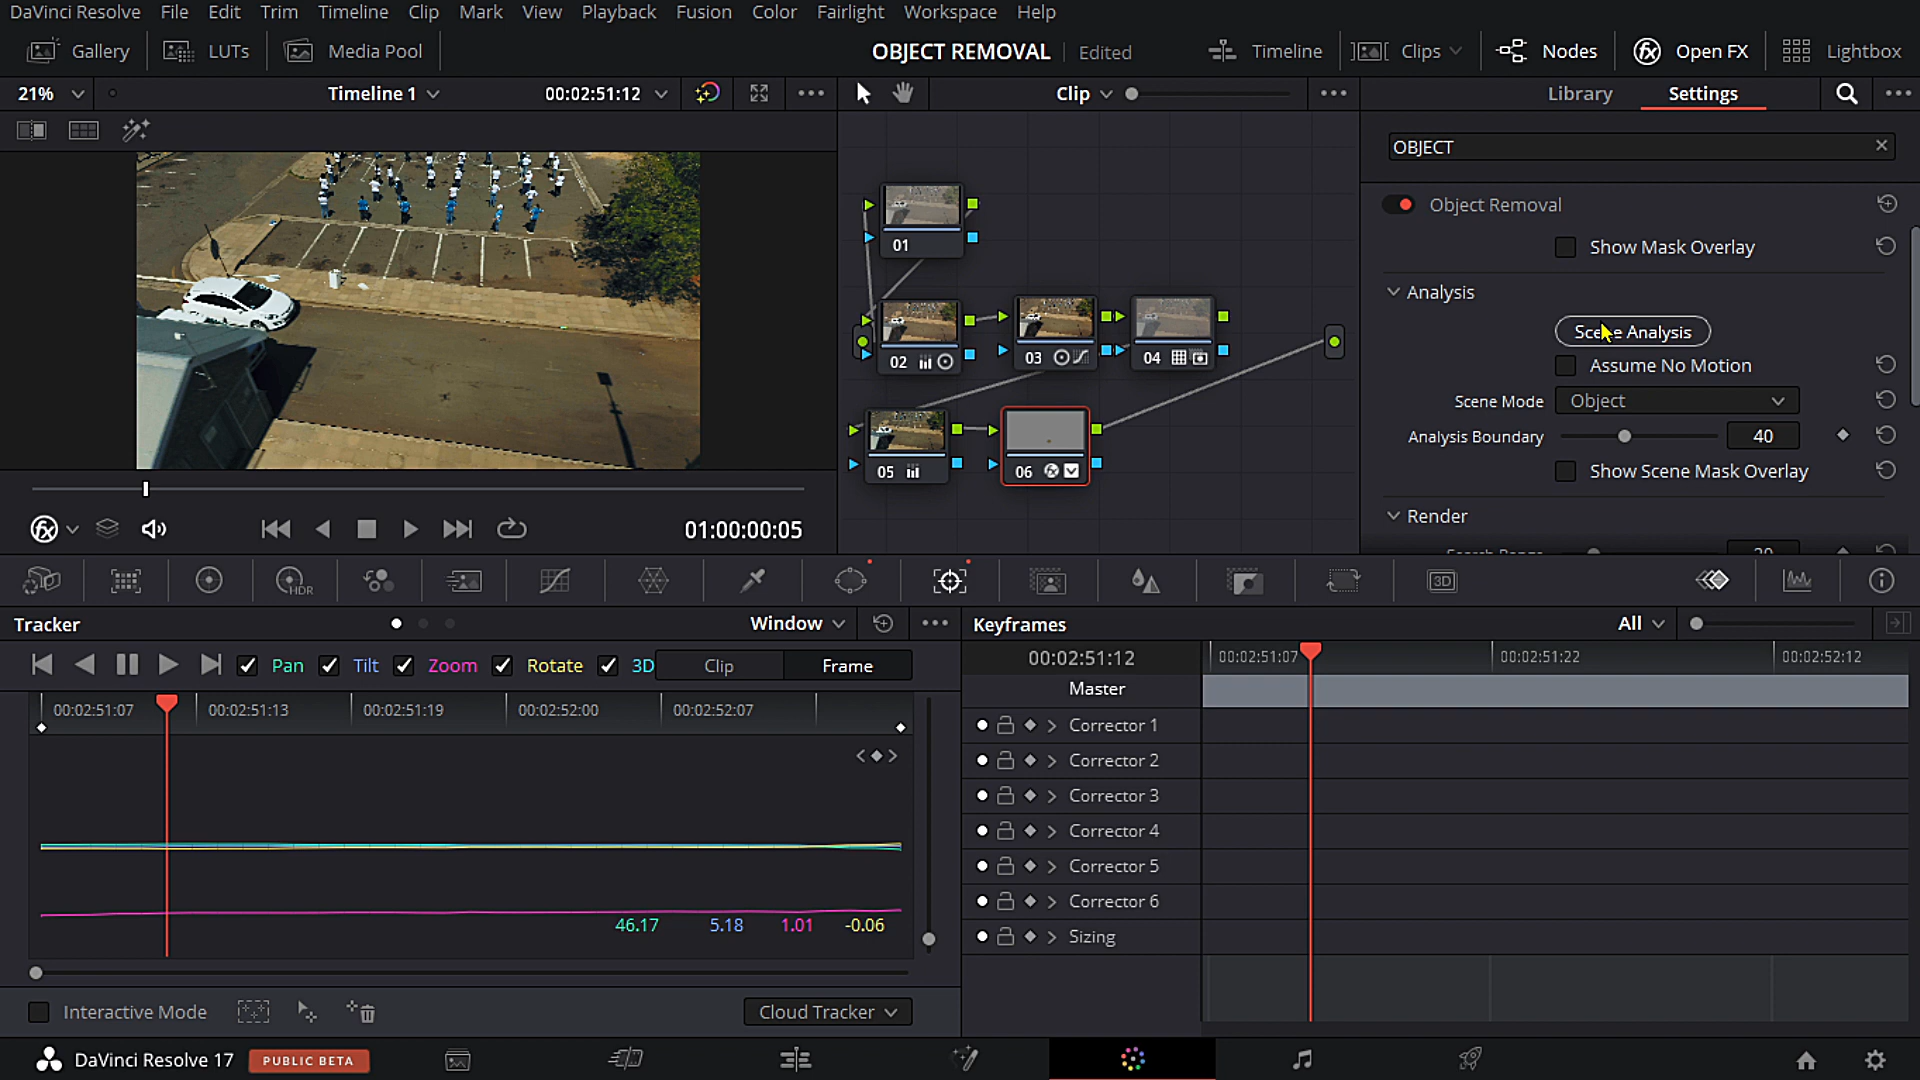 DaVinci Resolve File Edit Trim Timeline Clip Mark View Playback Fusion Color Fairlight Workspace Help
Gallery LUTs Media Pool OBJECT REMOVAL Edited Timeline Clips Nodes Open FX Lightbox
21% Timeline 1 00:02:51:12 Clip Library Settings
OBJECT
Object Removal
Show Mask Overlay
Analysis
Scene Analysis
Assume No Motion
Scene Mode Object
Analysis Boundary 40
Show Scene Mask Overlay
Render
Search Range 20
01
02 03 04
05 06
01:00:00:05
HDR 3D
Tracker Window
Pan Tilt Zoom Rotate 3D Clip Frame
00:02:51:07 00:02:51:13 00:02:51:19 00:02:52:00 00:02:52:07
46.17 5.18 1.01 -0.06
Interactive Mode Cloud Tracker
Keyframes All
00:02:51:12 00:02:51:07 00:02:51:22 00:02:52:12
Master
Corrector 1
Corrector 2
Corrector 3
Corrector 4
Corrector 5
Corrector 6
Sizing
DaVinci Resolve 17 PUBLIC BETA